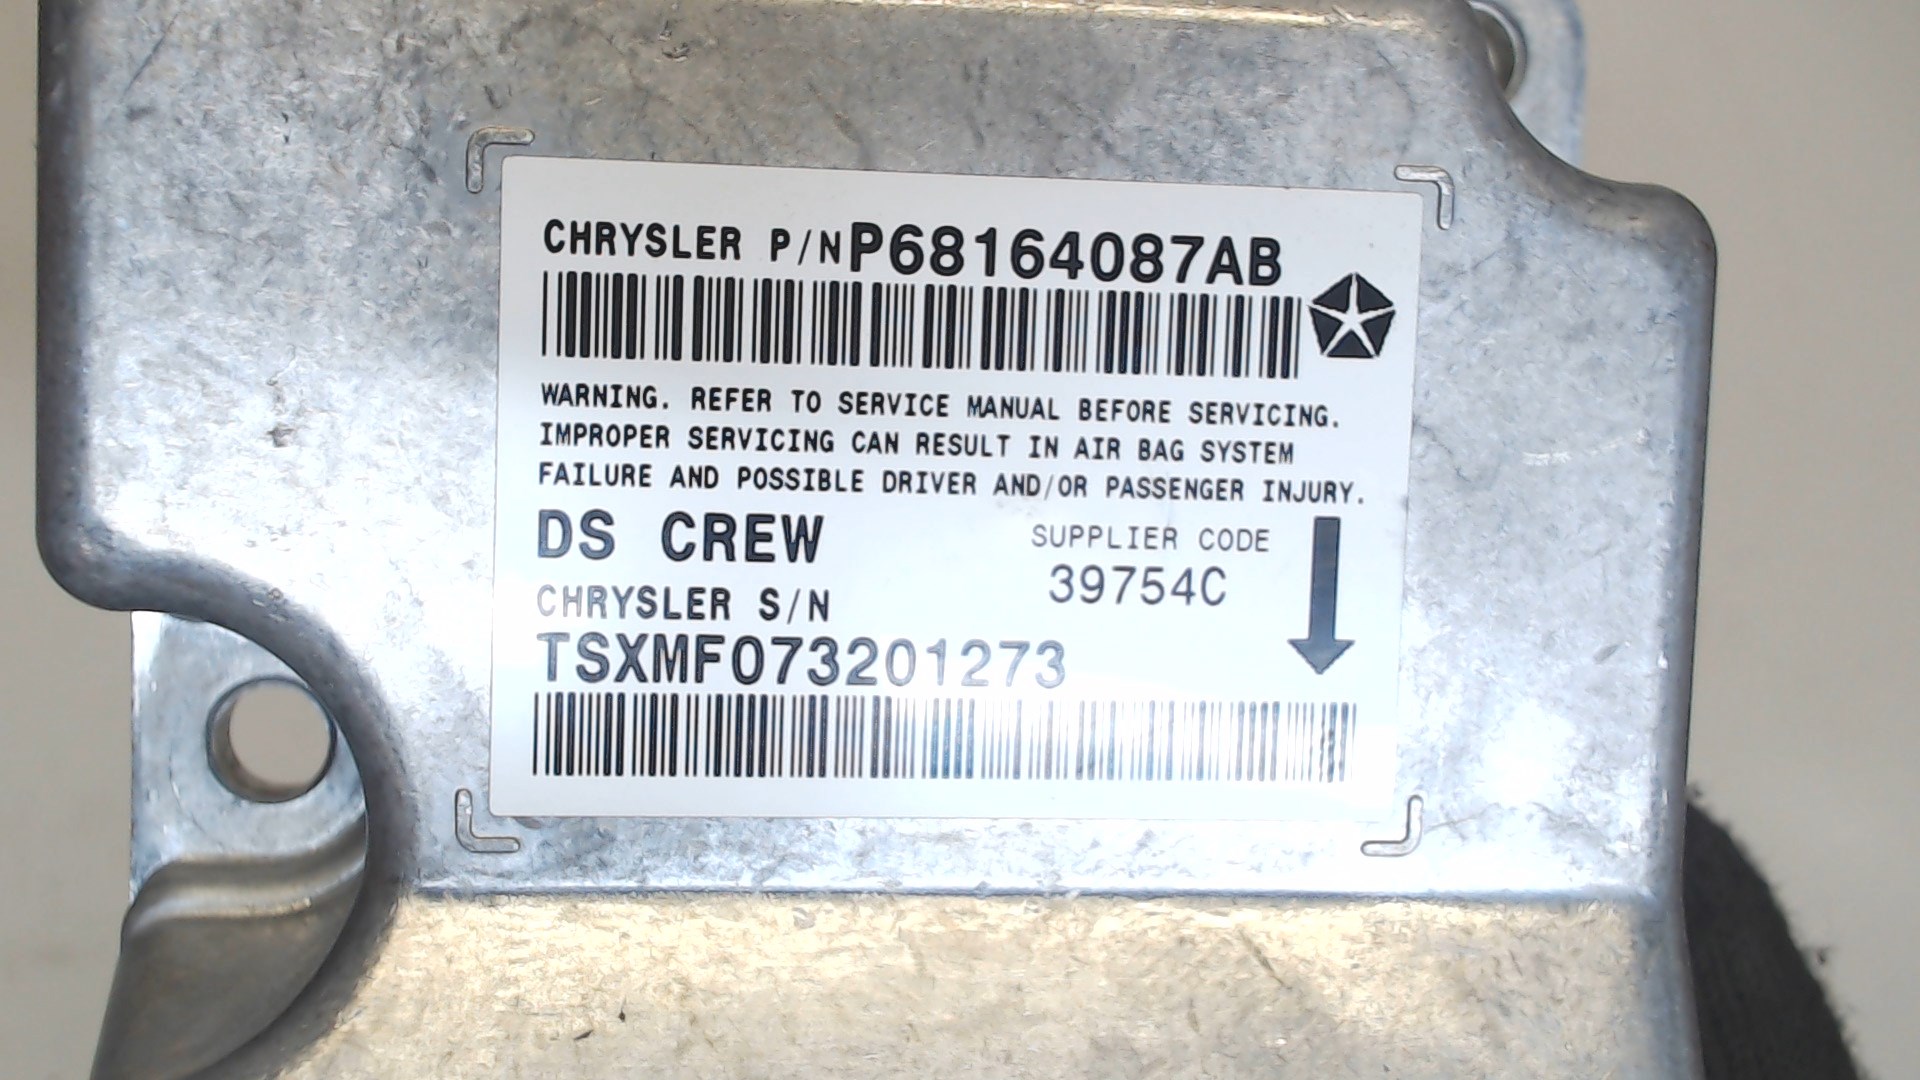 CHRYSLER P/N P68164087AB
WARNING. REFER TO SERVICE MANUAL BEFORE SERVICING.
IMPROPER SERVICING CAN RESULT IN AIR BAG SYSTEM
FAILURE AND POSSIBLE DRIVER AND/OR PASSENGER INJURY.
DS CREW
SUPPLIER CODE
39754C
CHRYSLER S/N
TSXMF073201273